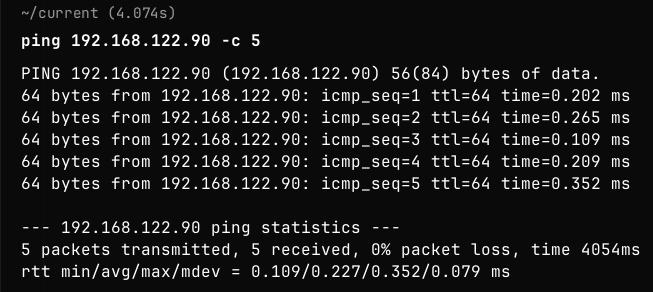 ~/current (4.074s)
ping 192.168.122.90 -c 5
PING 192.168.122.90 (192.168.122.90) 56(84) bytes of data.
64 bytes from 192.168.122.90: icmp_seq=1 ttl=64 time=0.202 ms
64 bytes from 192.168.122.90: icmp_seq=2 ttl=64 time=0.265 ms
64 bytes from 192.168.122.90: icmp_seq=3 ttl=64 time=0.109 ms
64 bytes from 192.168.122.90: icmp_seq=4 ttl=64 time=0.209 ms
64 bytes from 192.168.122.90: icmp_seq=5 ttl=64 time=0.352 ms
--- 192.168.122.90 ping statistics ---
5 packets transmitted, 5 received, 0% packet loss, time 4054ms
rtt min/avg/max/mdev = 0.109/0.227/0.352/0.079 ms